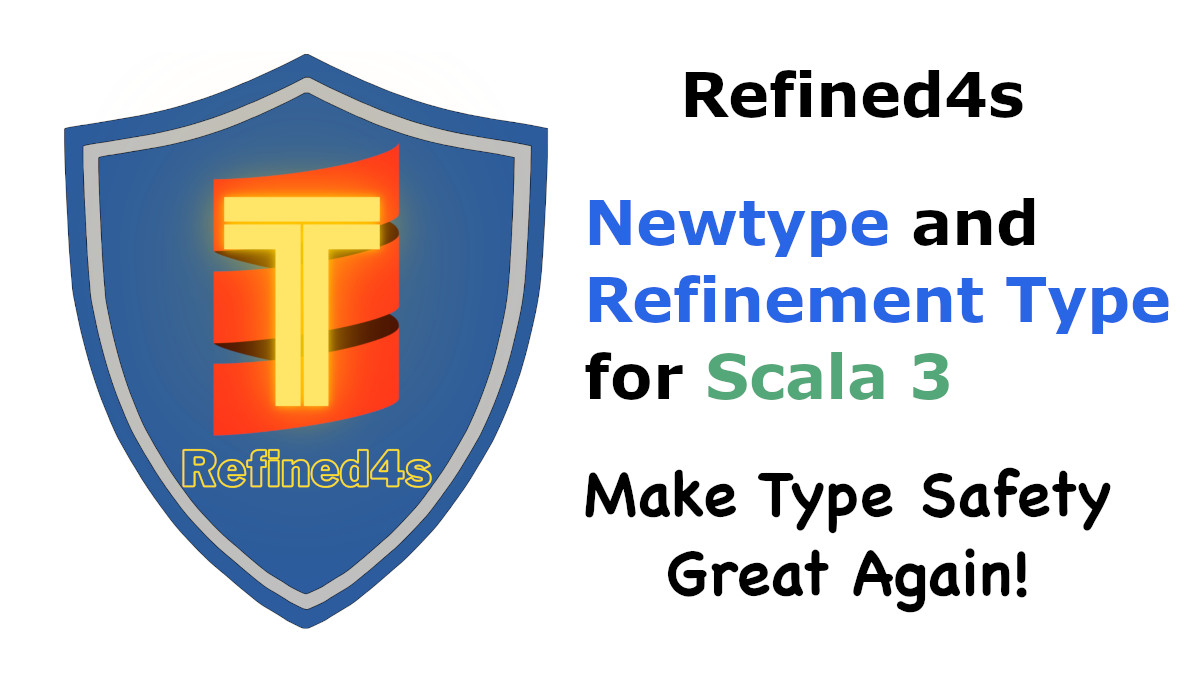 Refined4s
Refined4s
Newtype and
Refinement Type
for Scala 3
Make Type Safety
Great Again!